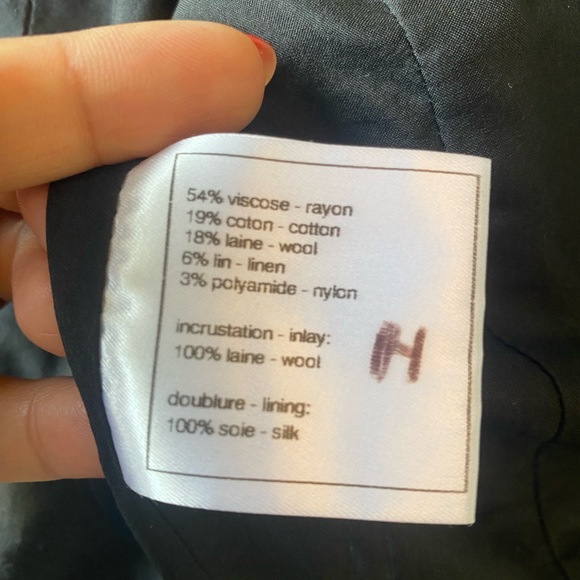 54% viscose - rayon
19% coton - cotton
18% laine - wool
6% lin - linen
3% polyamide - nylon
incrustation - inlay:
100% laine - wool
H
doublure - lining:
100% soie - silk